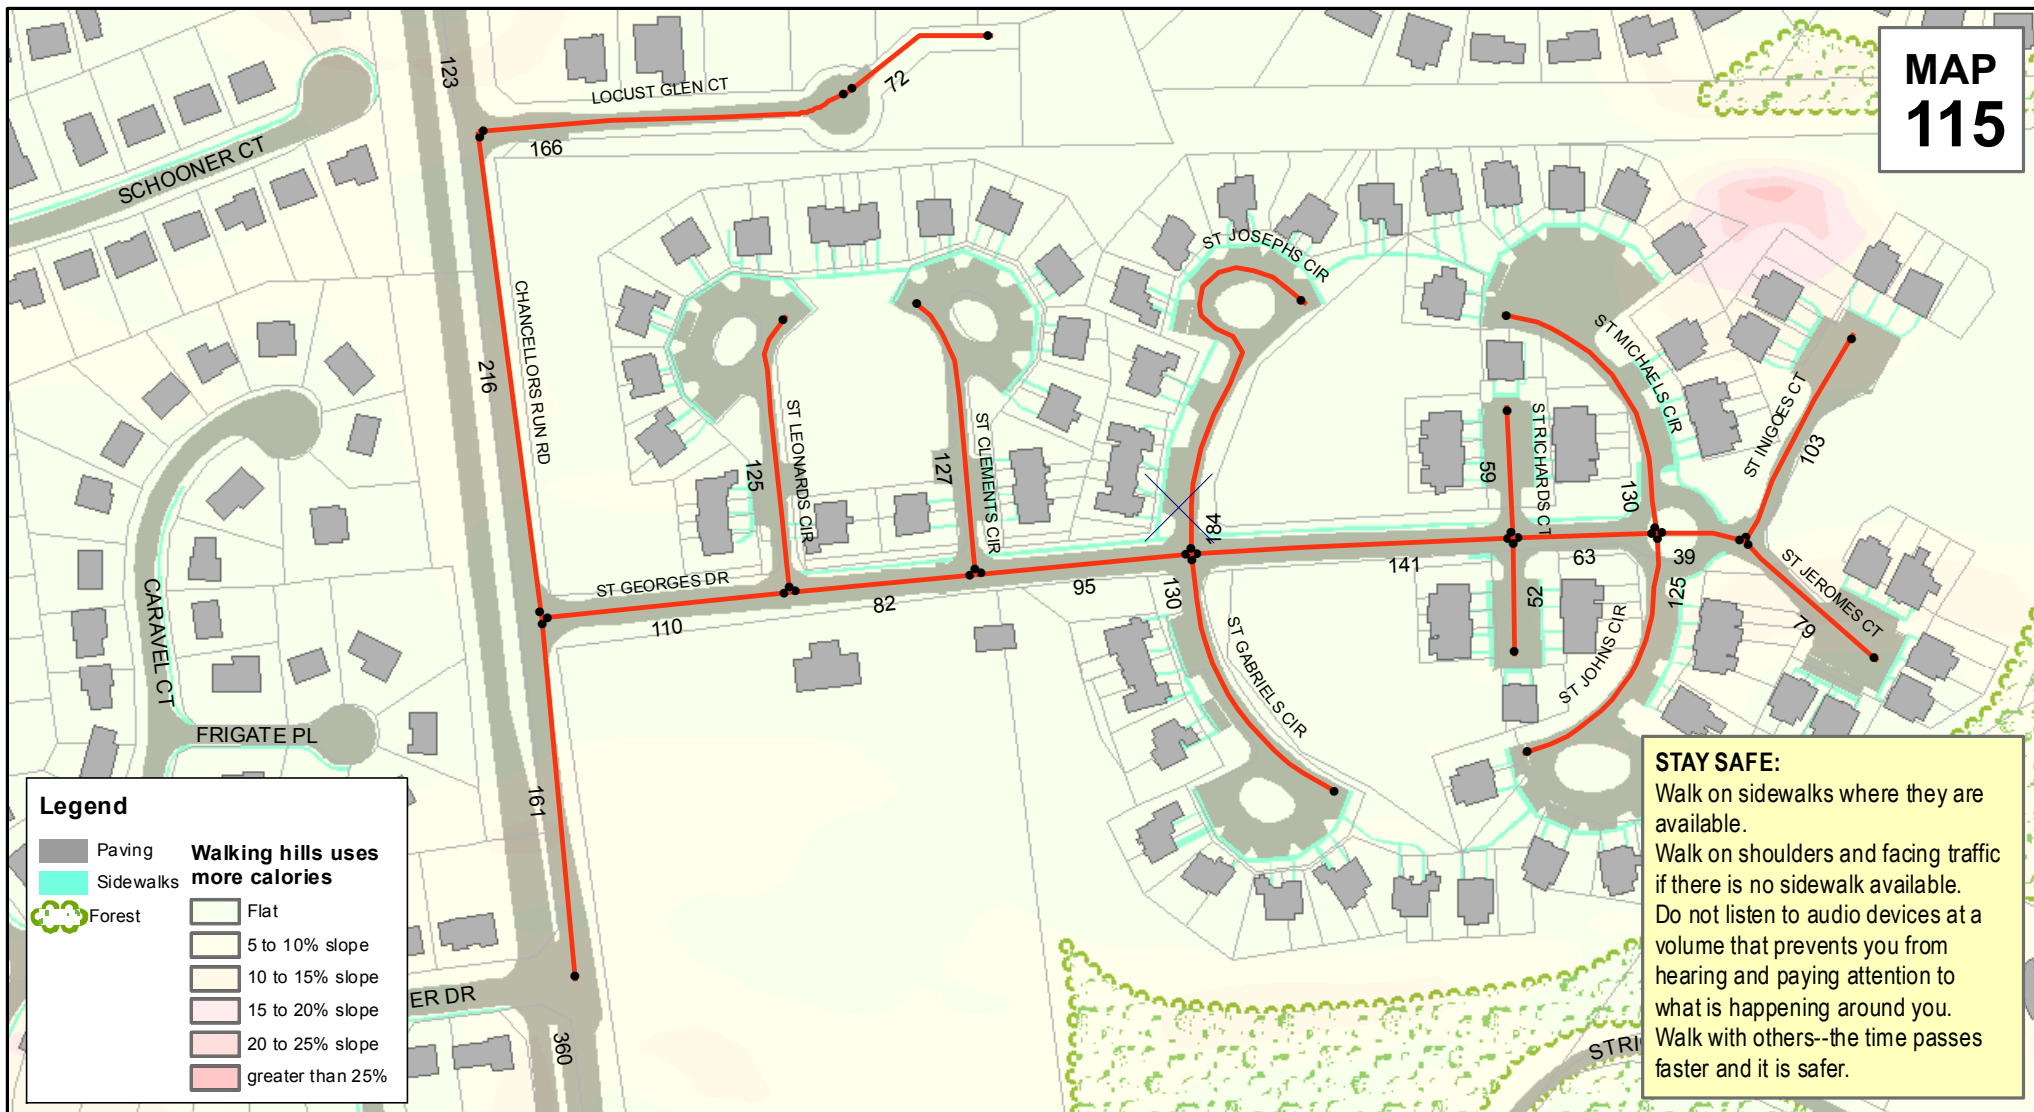 MAP
115
123
LOCUST GLEN CT
72
166
SCHOONER CT
ST JOSEPHS CIR
CHANCELLORS RUN RD
216
ST MICHAELS CIR
ST INIGOES CT
103
ST LEONARDS CIR
125
ST CLEMENTS CIR
127
ST RICHARDS CT
59
130
184
ST GEORGES DR
110
82
95
141
63
39
130
52
125
ST JEROMES CT
79
ST JOHNS CIR
ST GABRIELS CIR
CARAVEL CT
FRIGATE PL
161
ER DR
360
STRI
Legend
Paving
Sidewalks
Forest
Walking hills uses
more calories
Flat
5 to 10% slope
10 to 15% slope
15 to 20% slope
20 to 25% slope
greater than 25%
STAY SAFE:
Walk on sidewalks where they are
available.
Walk on shoulders and facing traffic
if there is no sidewalk available.
Do not listen to audio devices at a
volume that prevents you from
hearing and paying attention to
what is happening around you.
Walk with others--the time passes
faster and it is safer.